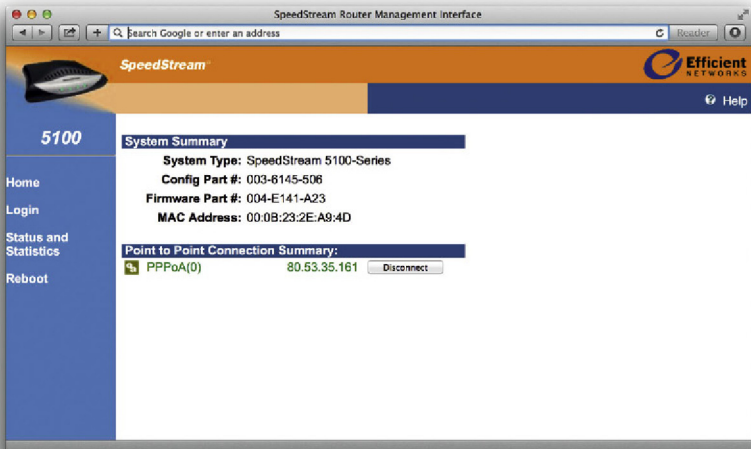 SpeedStream Router Management Interface
Search Google or enter an address
Reader
SpeedStream
Efficient
NETWORKS
Help
5100
Home
Login
Status and
Statistics
Reboot
System Summary
System Type: SpeedStream 5100-Series
Config Part #: 003-6145-506
Firmware Part #: 004-E141-A23
MAC Address: 00:0B:23:2E:A9:4D
Point to Point Connection Summary:
PPPoA(0) 80.53.35.161 Disconnect